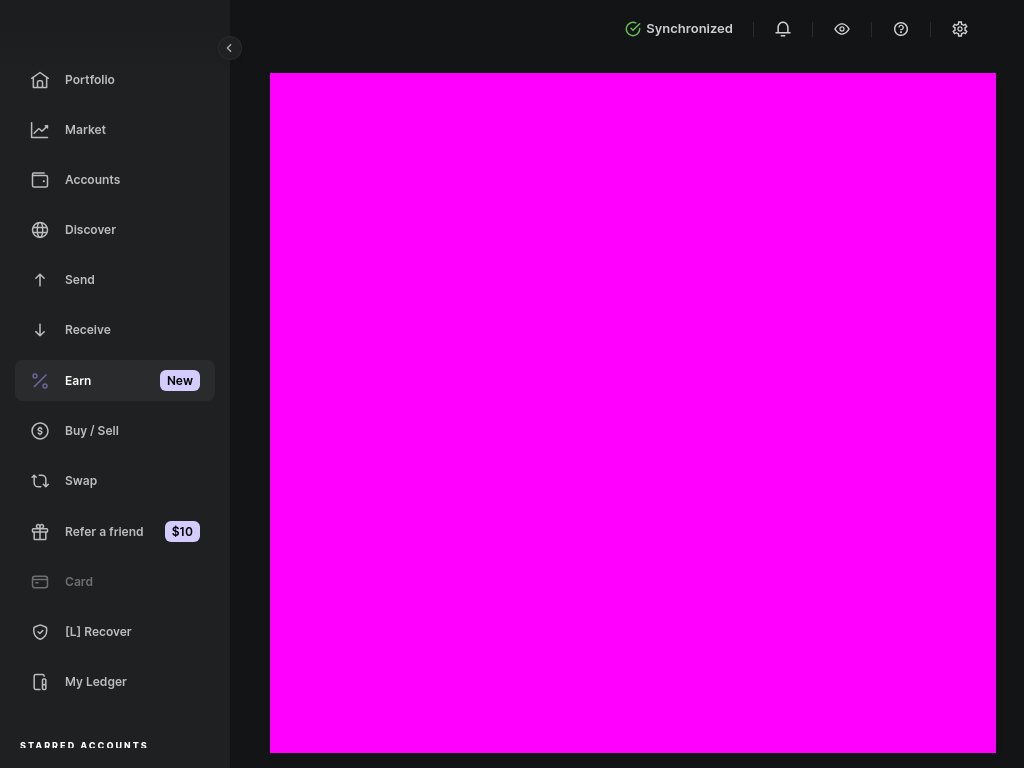 Synchronized
Portfolio
Market
Accounts
Discover
Send
Receive
Earn New
Buy / Sell
Swap
Refer a friend $10
Card
[L] Recover
My Ledger
STARRED ACCOUNTS